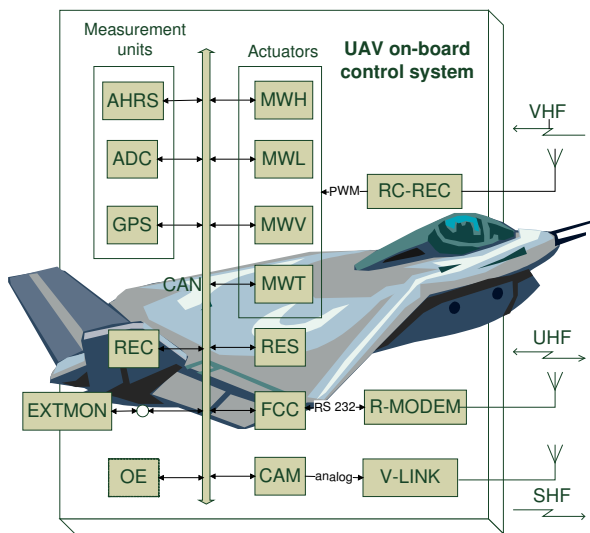 Measurement
units
Actuators
UAV on-board
control system
AHRS
MWH
VHF
ADC
MWL
PWM
RC-REC
GPS
MWV
CAN
MWT
REC
RES
UHF
EXTMON
FCC
RS 232
R-MODEM
OE
CAM
analog
V-LINK
SHF